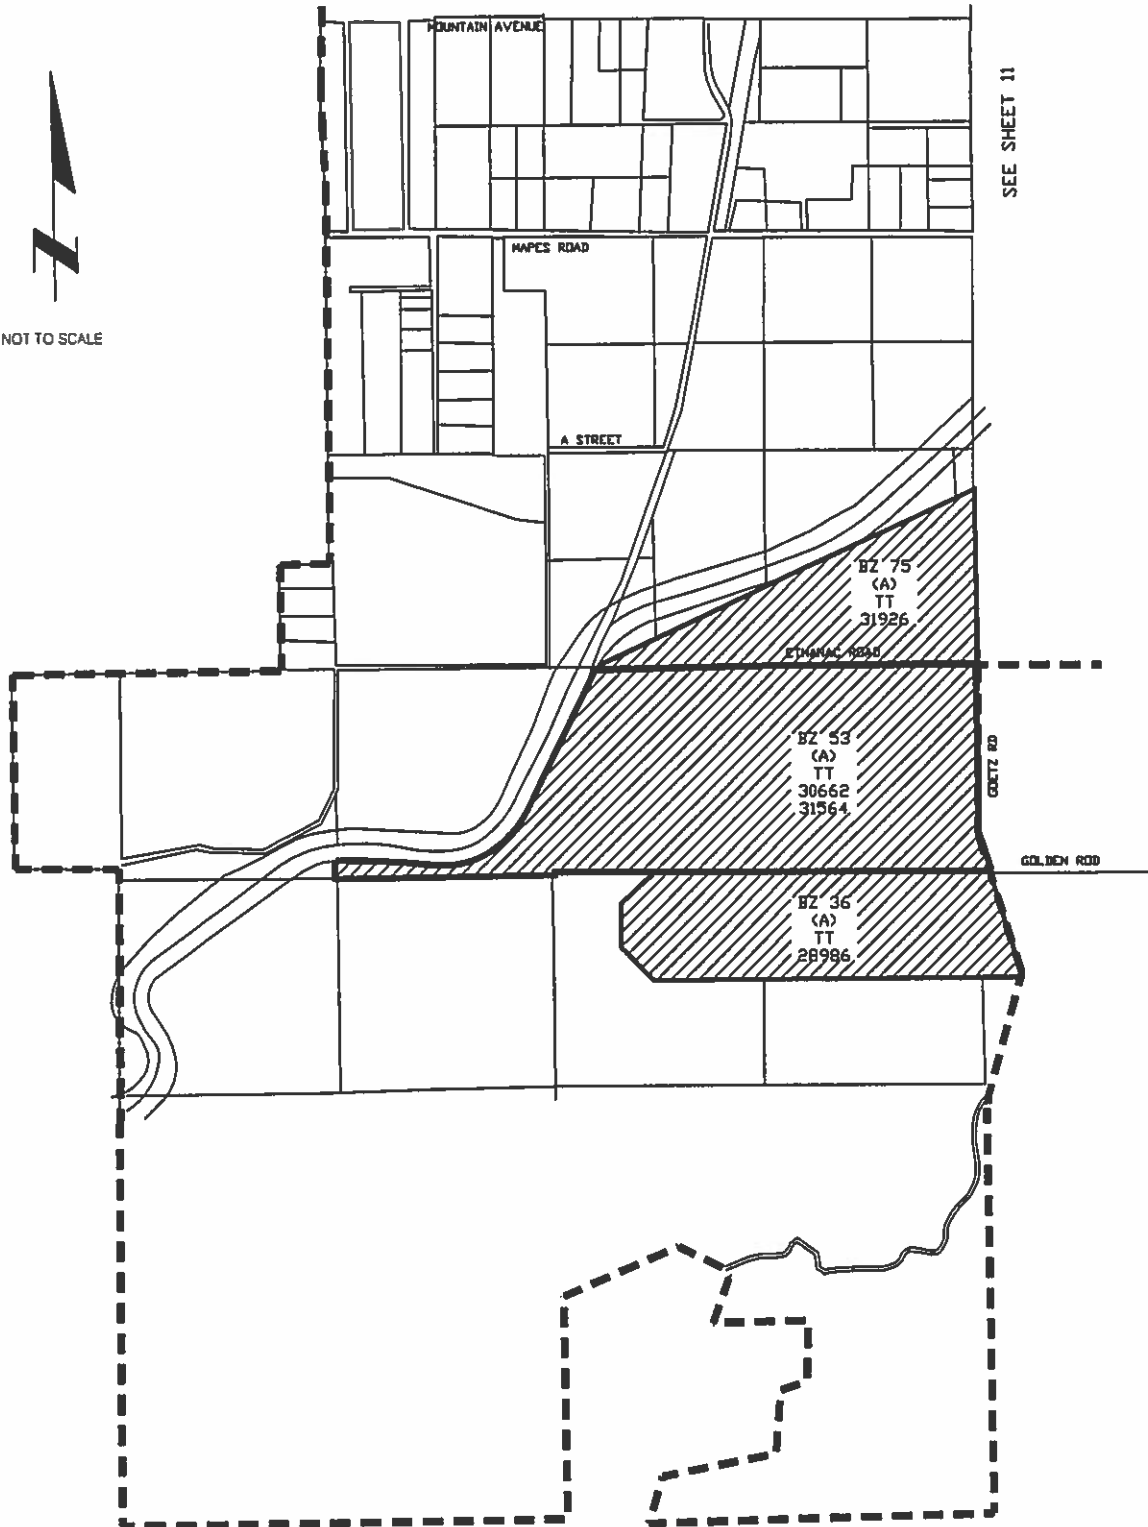 MOUNTAIN AVENUE
SEE SHEET 11
MAPES ROAD
N
NOT TO SCALE
A STREET
BZ 75
(A)
TT
31926
ETHANAC ROAD
BZ 53
(A)
TT
30662
31564
GOETZ RD
GOLDEN ROD
BZ 36
(A)
TT
28986